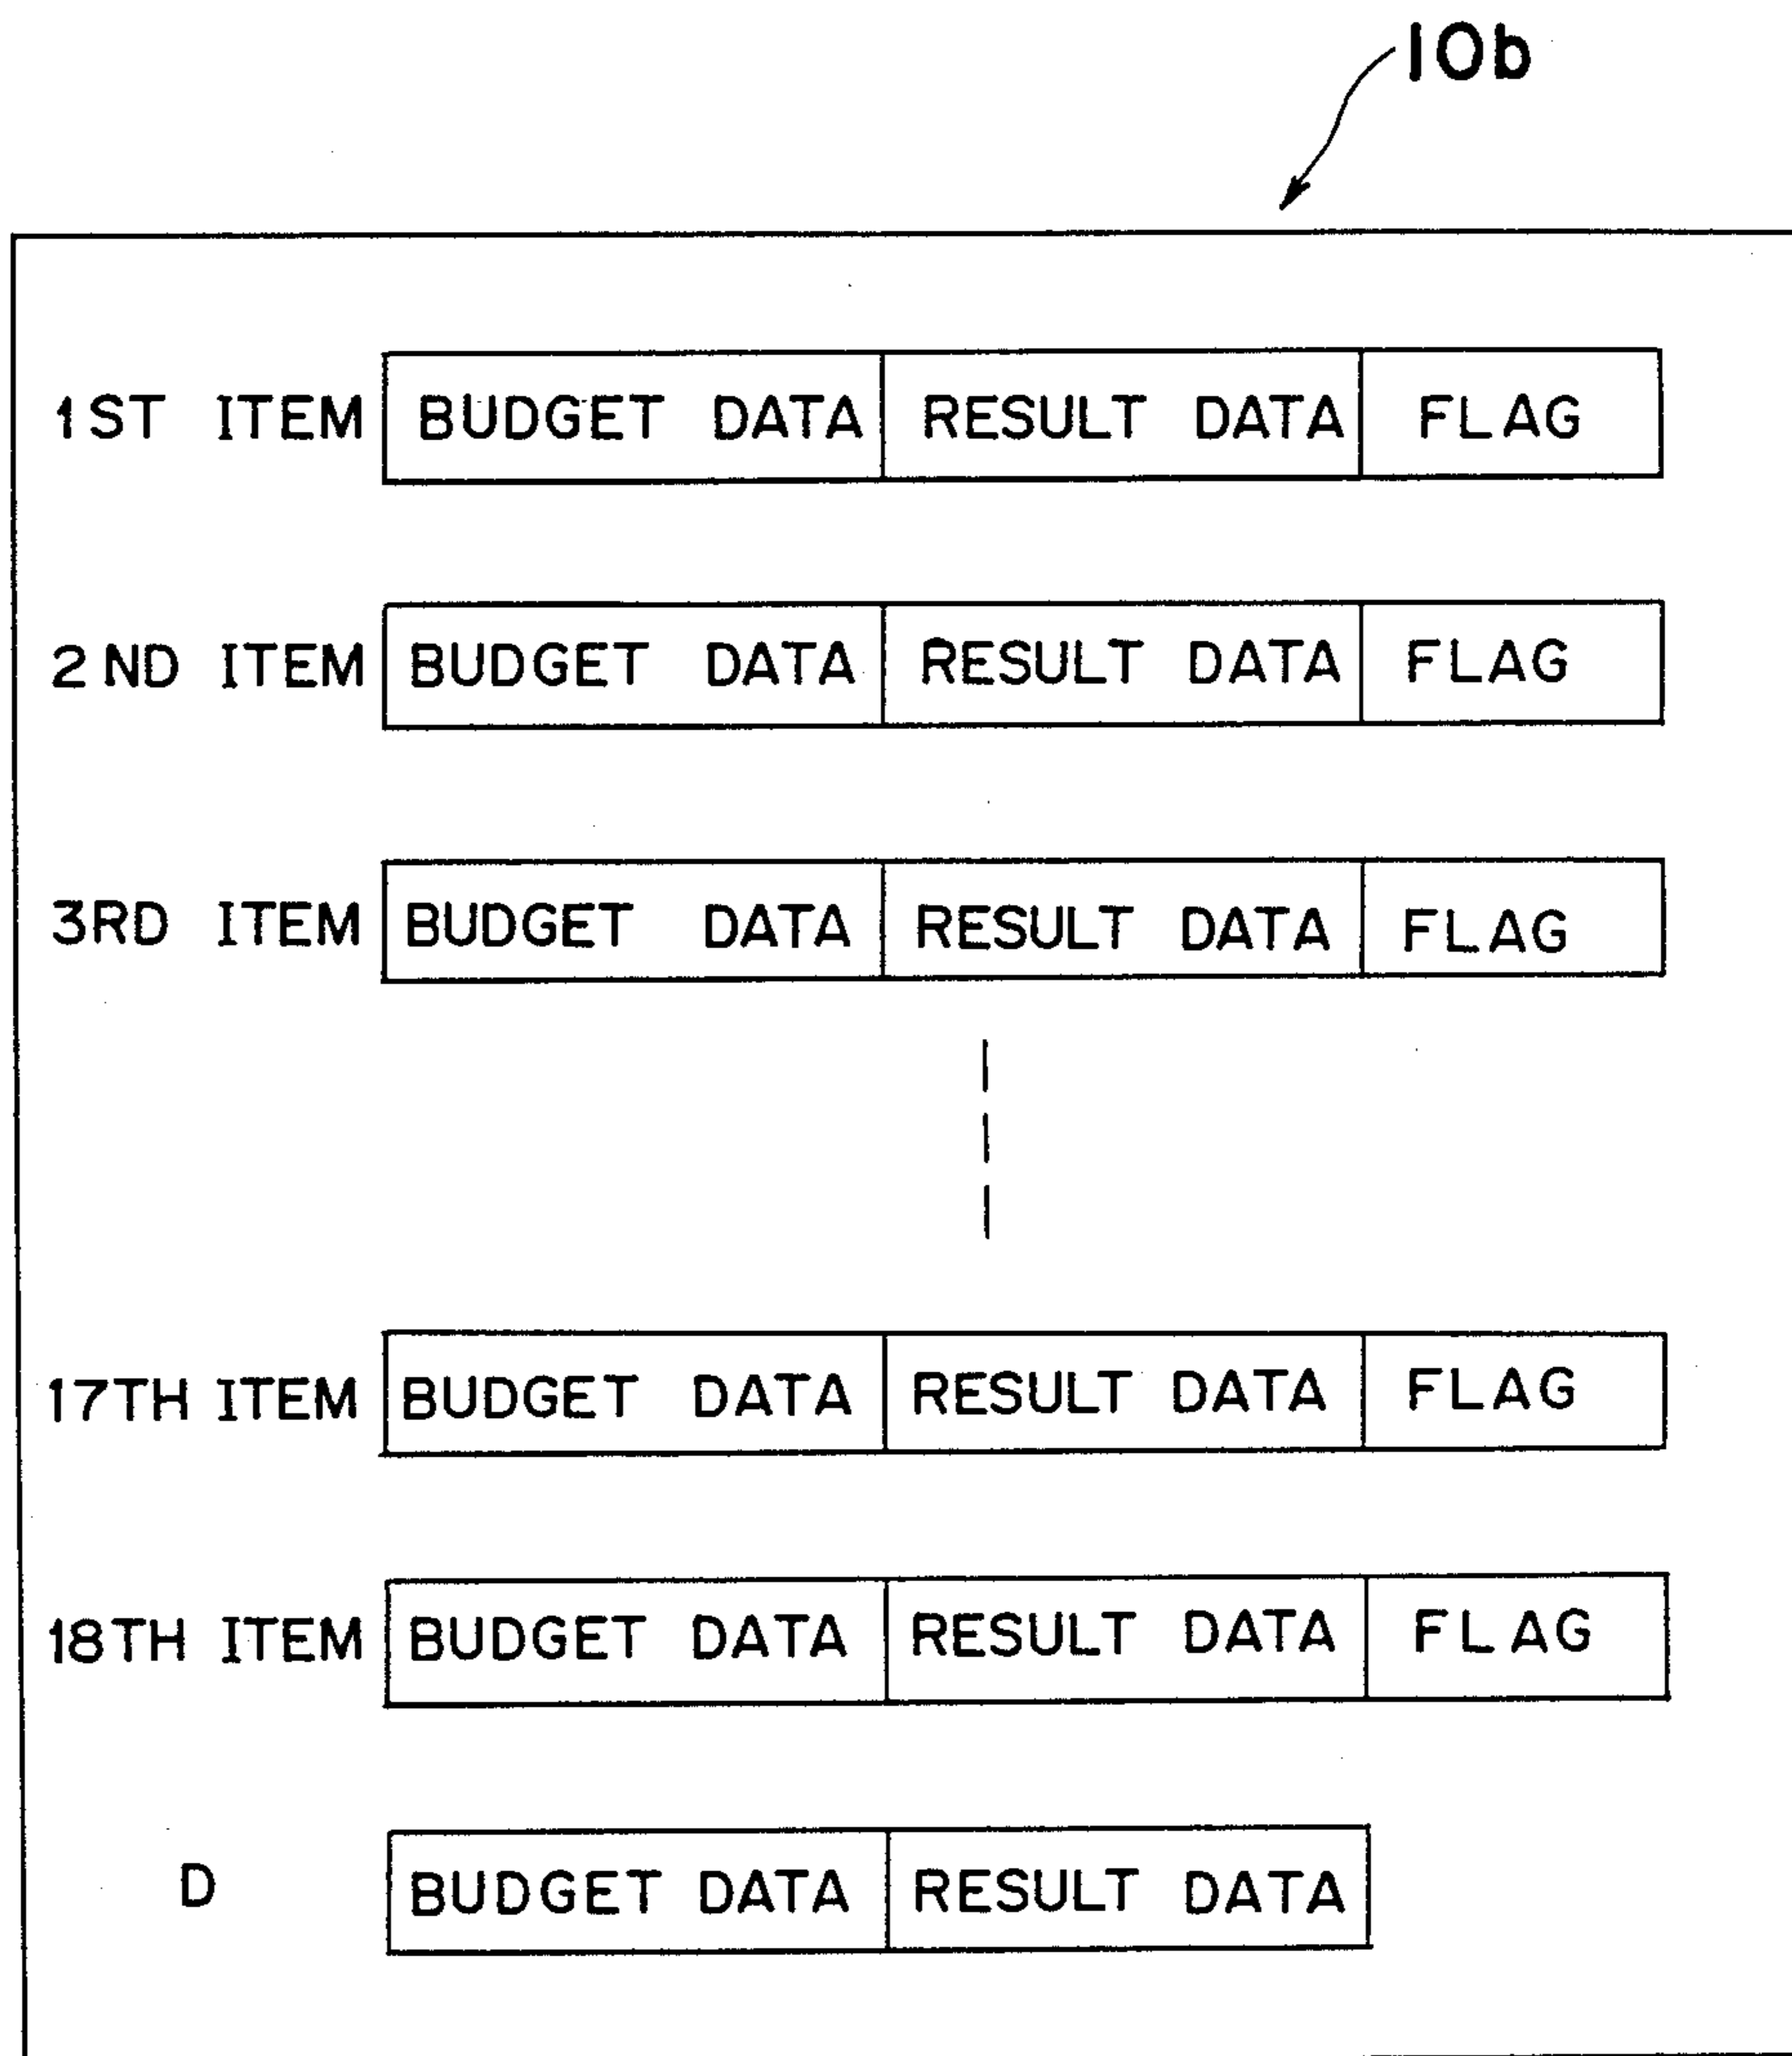 10b
1ST ITEM BUDGET DATA RESULT DATA FLAG
2ND ITEM BUDGET DATA RESULT DATA FLAG
3RD ITEM BUDGET DATA RESULT DATA FLAG
17TH ITEM BUDGET DATA RESULT DATA FLAG
18TH ITEM BUDGET DATA RESULT DATA FLAG
D BUDGET DATA RESULT DATA